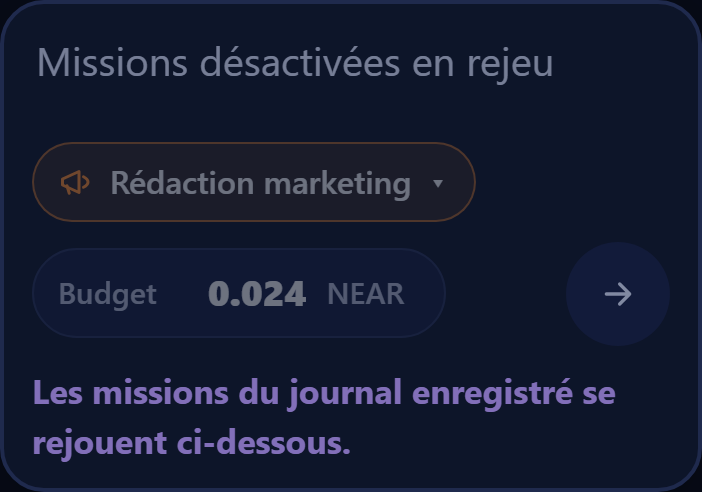 Missions désactivées en rejeu
Rédaction marketing
Budget 0.024 NEAR
Les missions du journal enregistré se
rejouent ci-dessous.